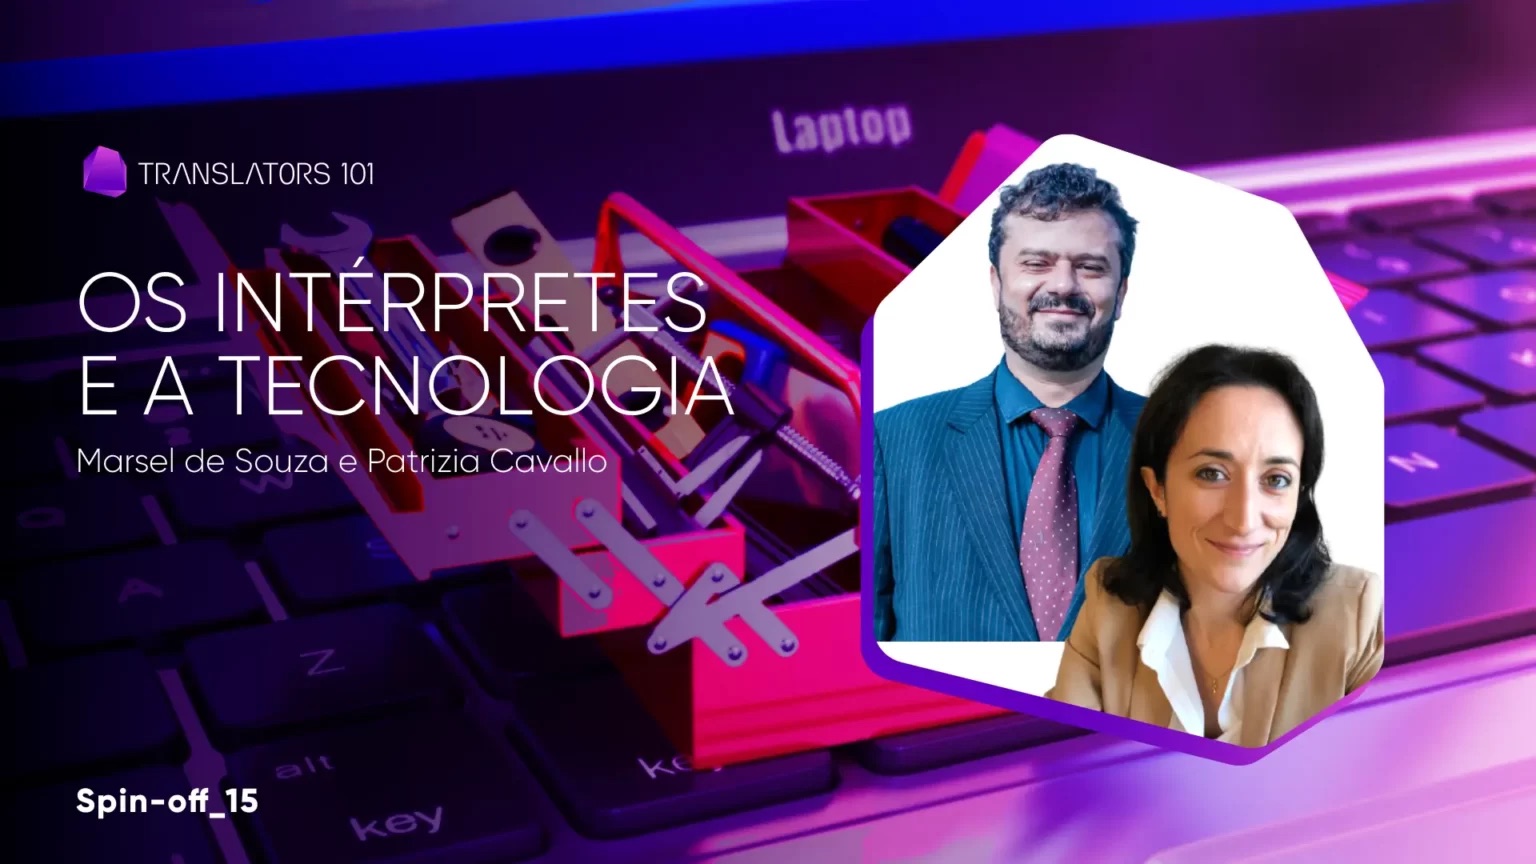 Laptop
TRANSLATORS 101
OS INTÉRPRETES
E A TECNOLOGIA
Marsel de Souza e Patrizia Cavallo
W
A
N
Z
alt
key
Spin-off_15